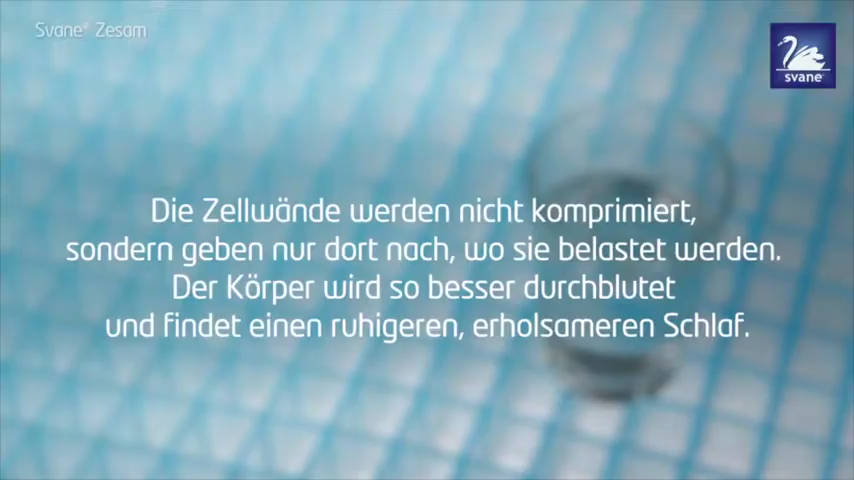 Svane® Zesam
svane®
Die Zellwände werden nicht komprimiert,
sondern geben nur dort nach, wo sie belastet werden.
Der Körper wird so besser durchblutet
und findet einen ruhigeren, erholsameren Schlaf.